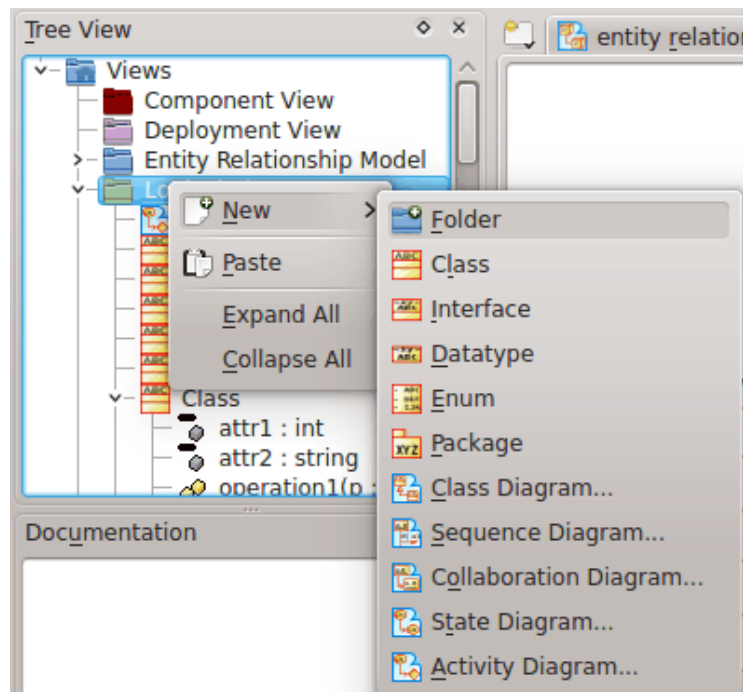 Tree View
entity relation
Views
Component View
Deployment View
Entity Relationship Model
New
Paste
Expand All
Collapse All
Folder
Class
Interface
Datatype
Enum
Package
Class Diagram...
Sequence Diagram...
Collaboration Diagram...
State Diagram...
Activity Diagram...
Class
attr1 : int
attr2 : string
operation1(p :
Documentation